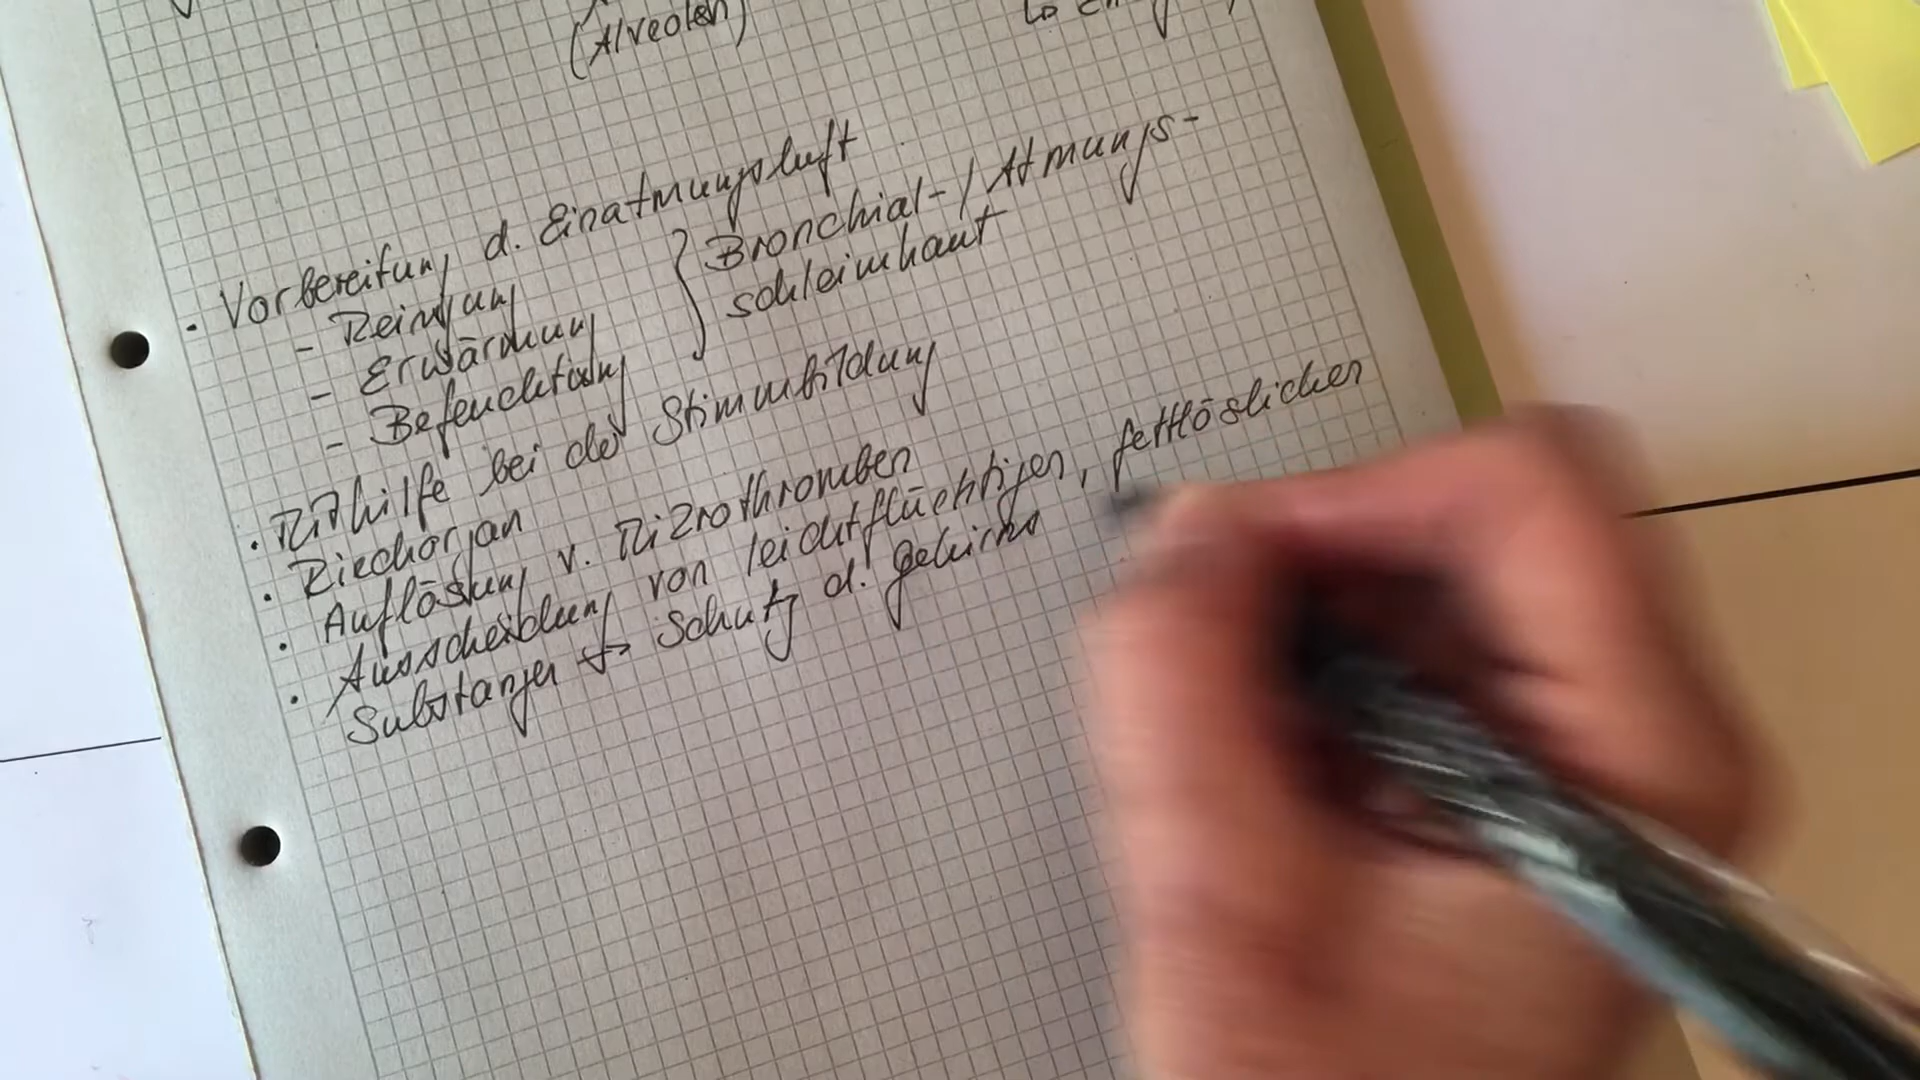 (Alveolen)
• Vorbereitung d. Einatmungsluft
- Reinigung
- Erwärmung
- Befeuchtung
} Bronchial-/Atmungs-
schleimhaut
• Mithilfe bei der Stimmbildung
• Riechorgan
• Auflösung v. Mikrothromben
• Ausscheidung von leichtflüchtigen, fettlöslichen
Substanzen ↳ Schutz d. Gehirns